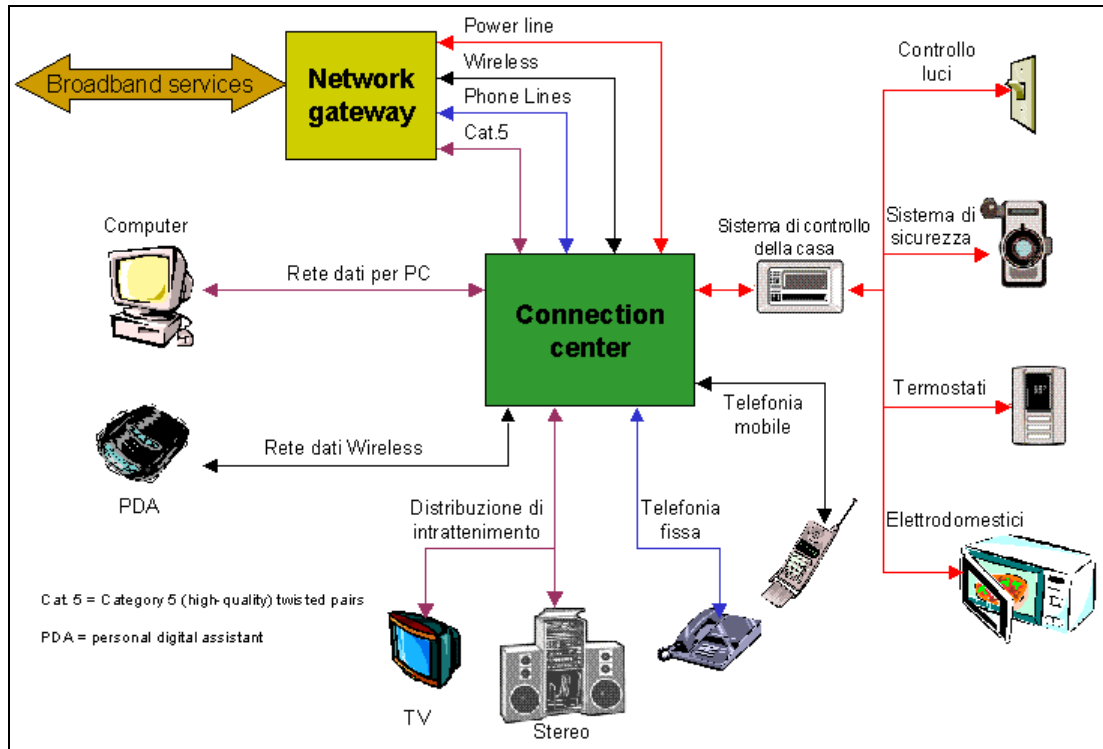 Power line
Wireless
Phone Lines
Cat.5
Broadband services
Network
gateway
Controllo
luci
Computer
Rete dati per PC
Sistema di controllo
della casa
Sistema di
sicurezza
Connection
center
Termostati
Telefonia
mobile
Rete dati Wireless
PDA
Distribuzione di
intrattenimento
Telefonia
fissa
Elettrodomestici
Cat. 5 = Category 5 (high-quality) twisted pairs
PDA = personal digital assistant
TV
Stereo